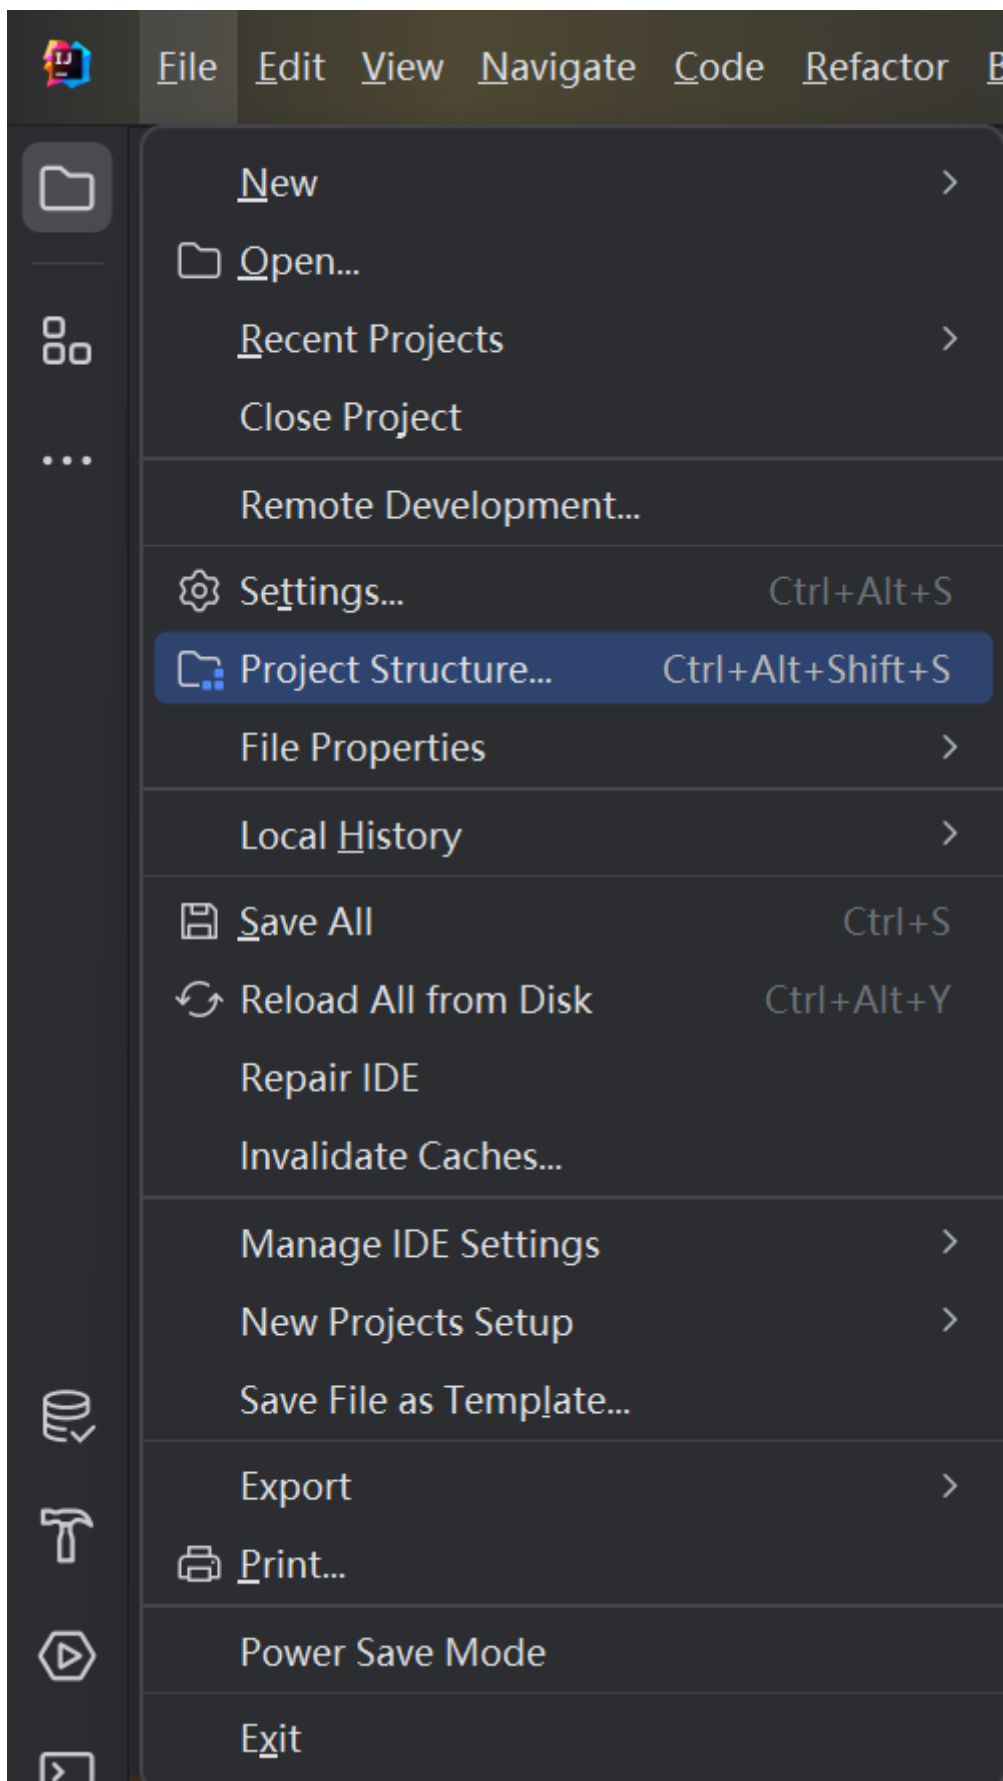 IJ
File Edit View Navigate Code Refactor
New
Open...
Recent Projects
Close Project
Remote Development...
Settings... Ctrl+Alt+S
Project Structure... Ctrl+Alt+Shift+S
File Properties
Local History
Save All Ctrl+S
Reload All from Disk Ctrl+Alt+Y
Repair IDE
Invalidate Caches...
Manage IDE Settings
New Projects Setup
Save File as Template...
Export
Print...
Power Save Mode
Exit